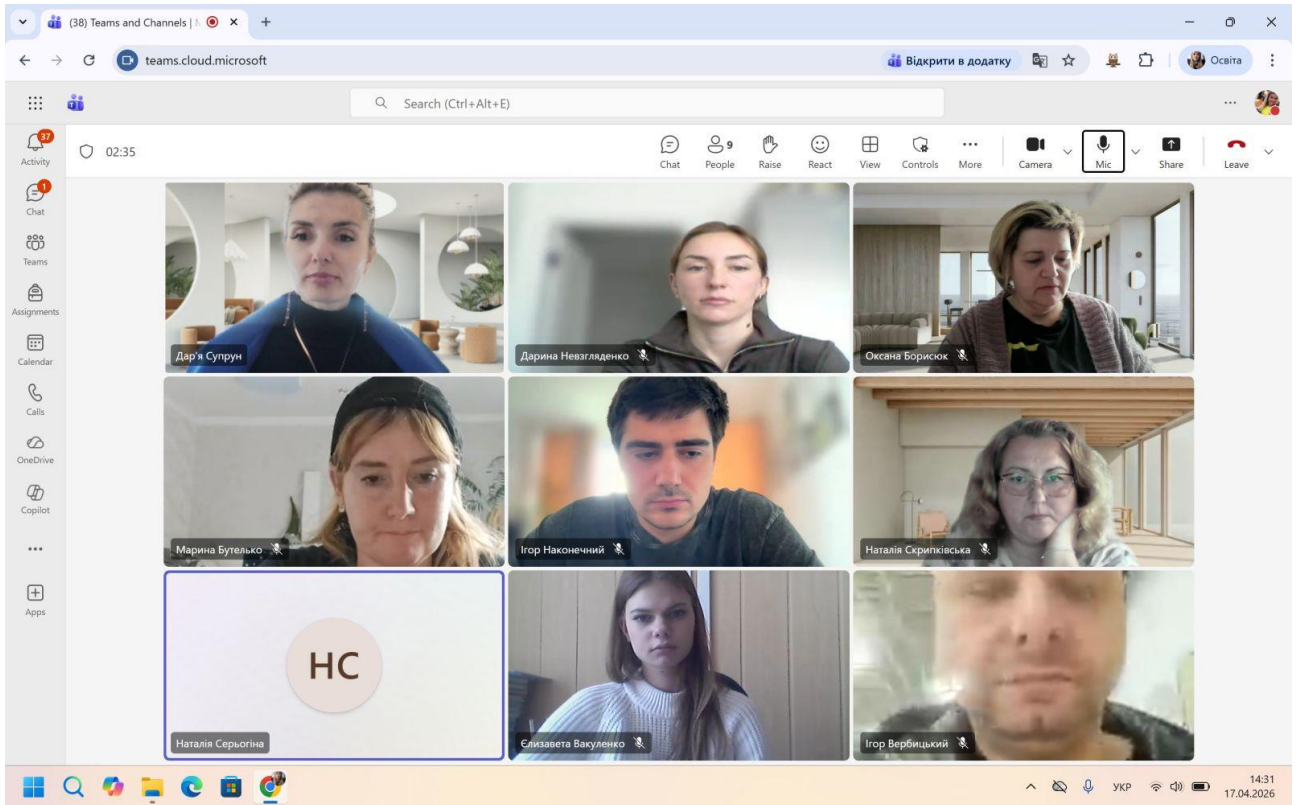 (38) Teams and Channels |
teams.cloud.microsoft
Відкрити в додатку
Освіта
Search (Ctrl+Alt+E)
37
Activity
02:35
Chat
People
9
Raise
React
View
Controls
More
Camera
Mic
Share
Leave
1
Chat
Teams
Assignments
Calendar
Calls
OneDrive
Copilot
Apps
Дар'я Супрун
Дарина Невзгляденко
Оксана Борисюк
Марина Бутелько
Ігор Наконечний
Наталія Скрипківська
НС
Наталія Серьогіна
Єлизавета Вакуленко
Ігор Вербицький
УКР
14:31
17.04.2026